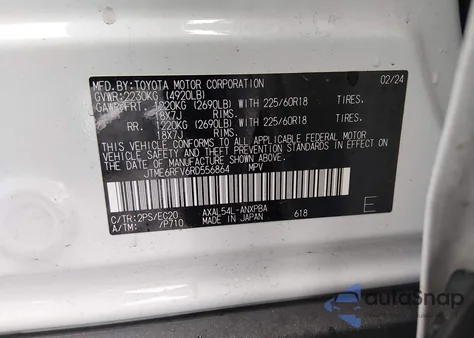 MFD.BY:TOYOTA MOTOR CORPORATION 02/24
GVWR:2230KG (4920LB)
GAWR:FRT. 1220KG (2690LB) WITH 225/60R18 TIRES.
18X7J RIMS.
RR. 1220KG (2690LB) WITH 225/60R18 TIRES.
18X7J RIMS.
THIS VEHICLE CONFORMS TO ALL APPLICABLE FEDERAL MOTOR
VEHICLE SAFETY STANDARDS IN EFFECT ON THE
DATE OF MANUFACTURE SHOWN ABOVE.
JTME6RFV6RD556864 MPV
C/TR:2PS/EC20 AXAL54L-ANXPBA
A/TM: /P710 MADE IN JAPAN 618
E
autoSnap